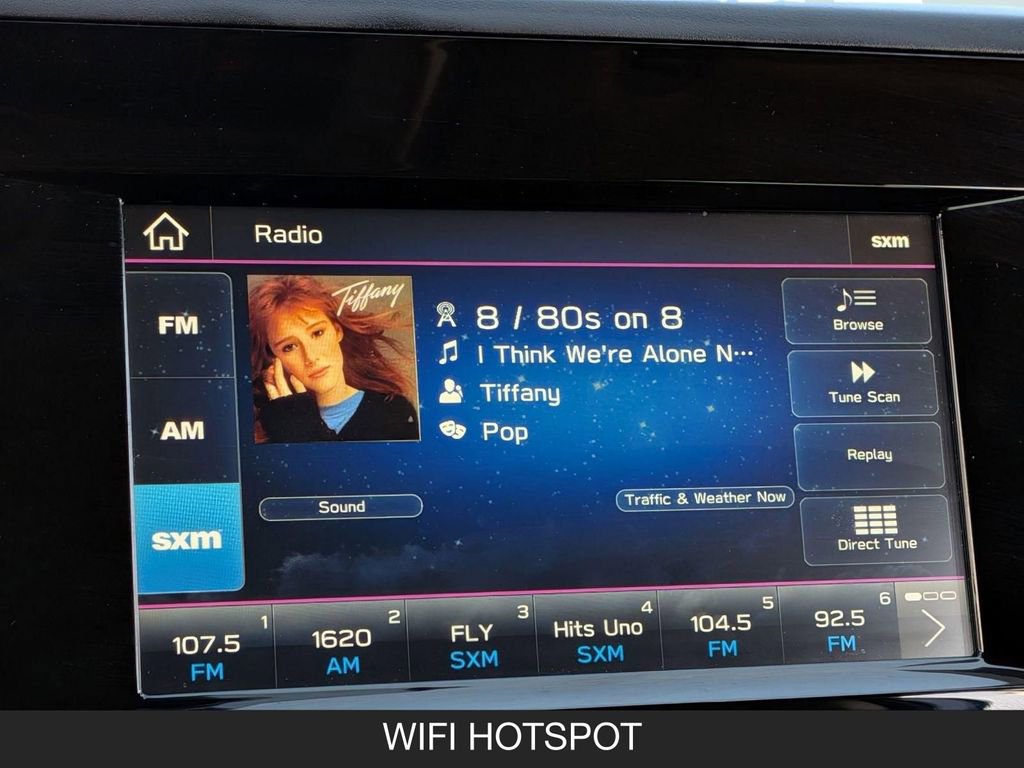 Radio
sxm
FM
AM
sxm
Tiffany
8 / 80s on 8
I Think We're Alone N...
Tiffany
Pop
Sound
Traffic & Weather Now
Browse
Tune Scan
Replay
Direct Tune
1
107.5
FM
2
1620
AM
3
FLY
SXM
4
Hits Uno
SXM
5
104.5
FM
6
92.5
FM
WIFI HOTSPOT